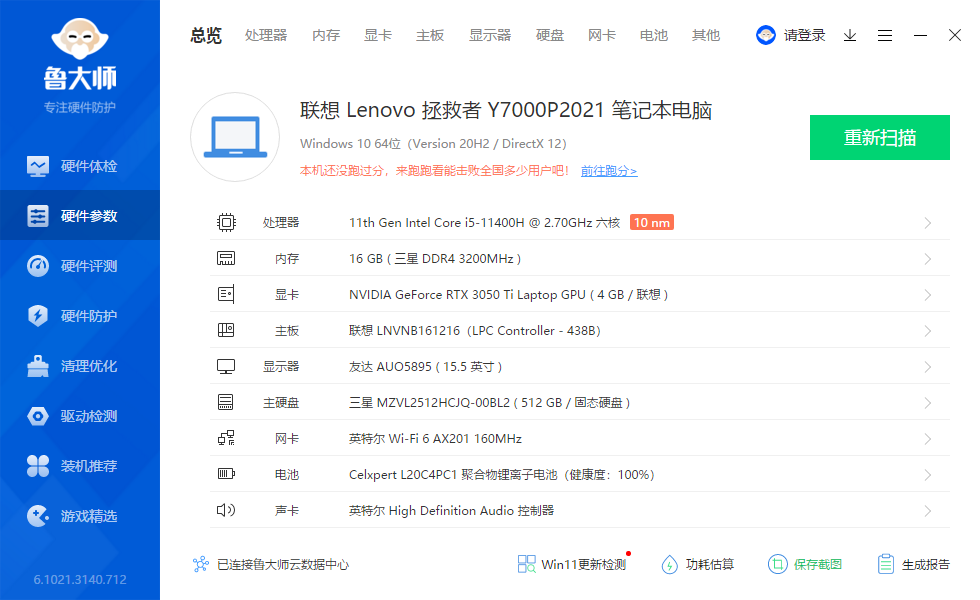 鲁大师
专注硬件防护
硬件体检
硬件参数
硬件评测
硬件防护
清理优化
驱动检测
装机推荐
游戏精选
6.1021.3140.712
总览 处理器 内存 显卡 主板 显示器 硬盘 网卡 电池 其他 请登录
联想 Lenovo 拯救者 Y7000P2021 笔记本电脑
Windows 10 64位（Version 20H2 / DirectX 12）
本机还没跑过分，来跑跑看能击败全国多少用户吧！ 前往跑分>
重新扫描
处理器 11th Gen Intel Core i5-11400H @ 2.70GHz 六核 10 nm
内存 16 GB ( 三星 DDR4 3200MHz )
显卡 NVIDIA GeForce RTX 3050 Ti Laptop GPU ( 4 GB / 联想 )
主板 联想 LNVNB161216（LPC Controller - 438B）
显示器 友达 AUO5895 ( 15.5 英寸 )
主硬盘 三星 MZVL2512HCJQ-00BL2 ( 512 GB / 固态硬盘 )
网卡 英特尔 Wi-Fi 6 AX201 160MHz
电池 Celxpert L20C4PC1 聚合物锂离子电池（健康度：100%）
声卡 英特尔 High Definition Audio 控制器
已连接鲁大师云数据中心 Win11更新检测 功耗估算 保存截图 生成报告